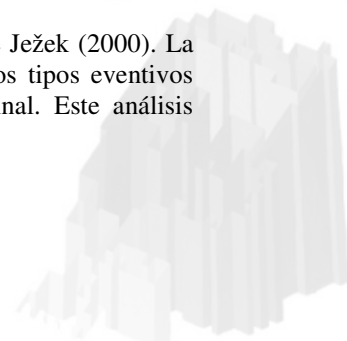 Ježek (2000). La
os tipos eventivos
nal. Este análisis